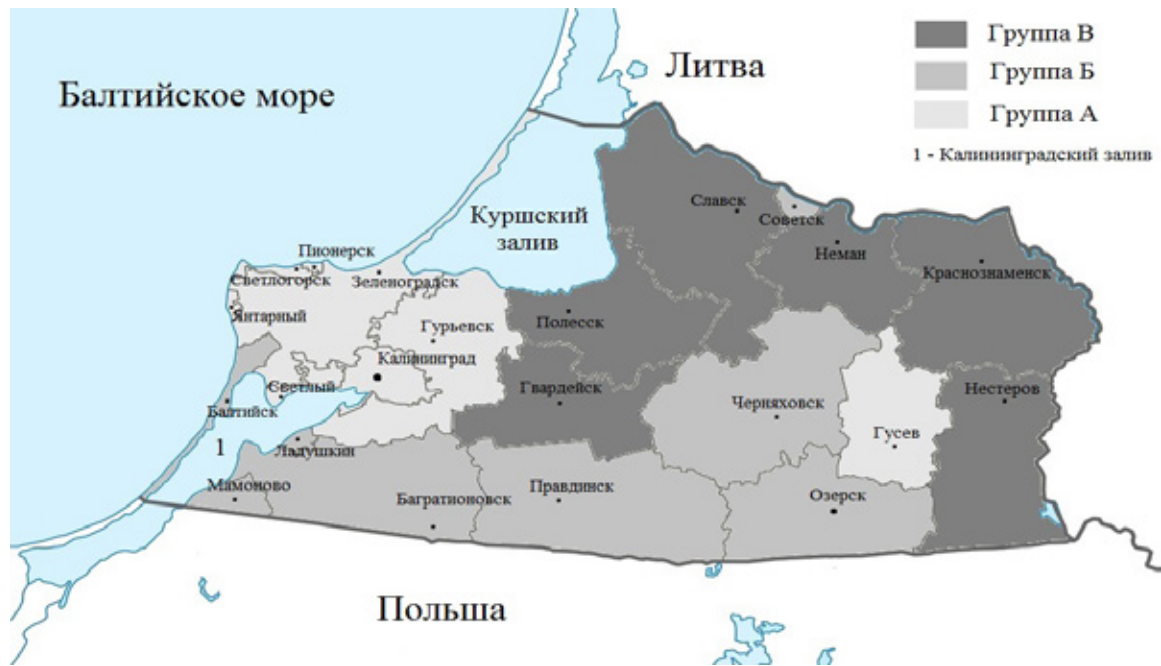 Балтийское море
Литва
Группа В
Группа Б
Группа А
1 - Калининградский залив
Куршский
залив
Славск
Советск
Неман
Краснознаменск
Пионерск
Светлогорск
Зеленоградск
Янтарный
Гурьевск
Полесск
Калининград
Светлый
Балтийск
Гвардейск
Черняховск
Нестеров
Гусев
1
Ладушкин
Мамоново
Багратионовск
Правдинск
Озерск
Польша